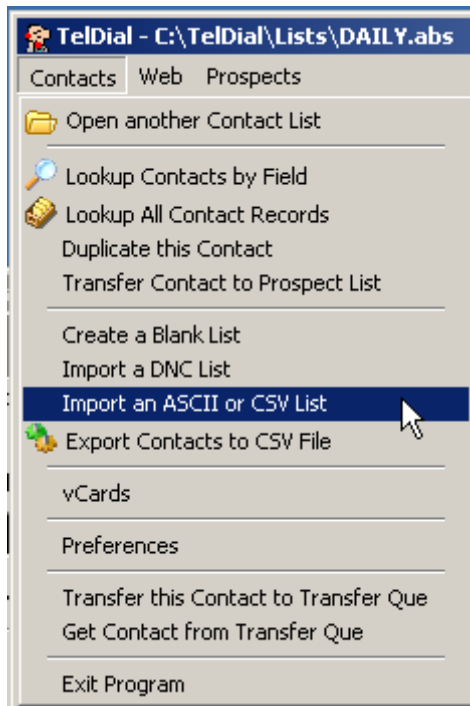 TelDial - C:\TelDial\Lists\DAILY.abs
Contacts Web Prospects
Open another Contact List
Lookup Contacts by Field
Lookup All Contact Records
Duplicate this Contact
Transfer Contact to Prospect List
Create a Blank List
Import a DNC List
Import an ASCII or CSV List
Export Contacts to CSV File
vCards
Preferences
Transfer this Contact to Transfer Que
Get Contact from Transfer Que
Exit Program